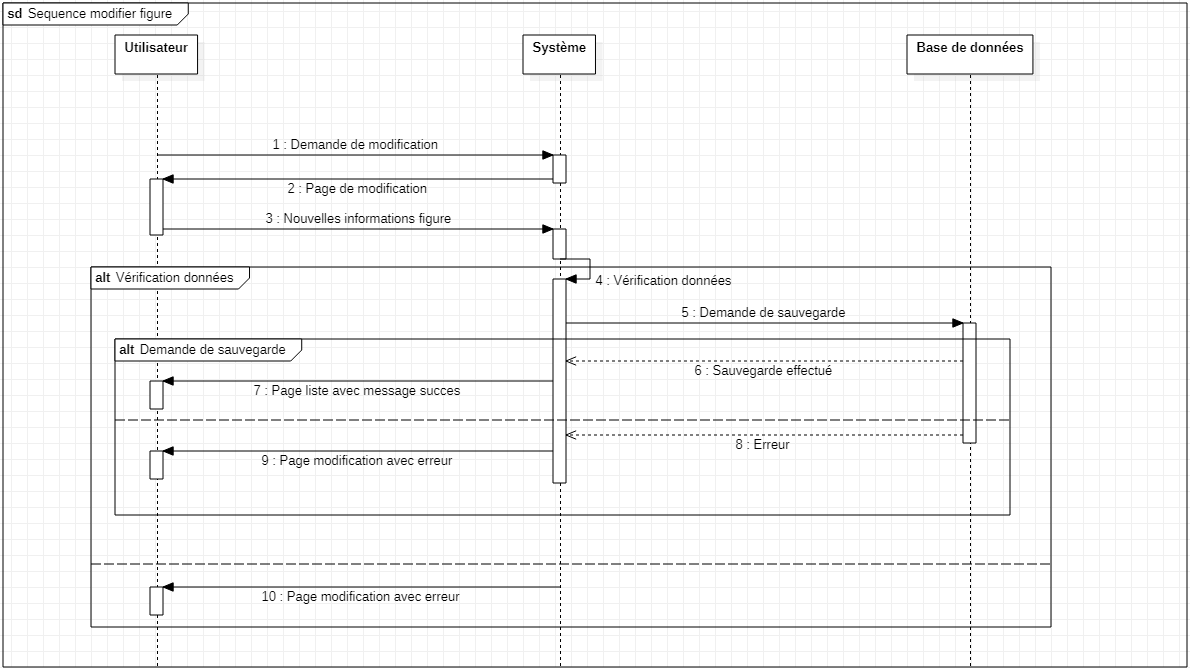 sd Sequence modifier figure
Utilisateur
Système
Base de données
1 : Demande de modification
2 : Page de modification
3 : Nouvelles informations figure
alt Vérification données
4 : Vérification données
5 : Demande de sauvegarde
alt Demande de sauvegarde
6 : Sauvegarde effectué
7 : Page liste avec message succes
8 : Erreur
9 : Page modification avec erreur
10 : Page modification avec erreur